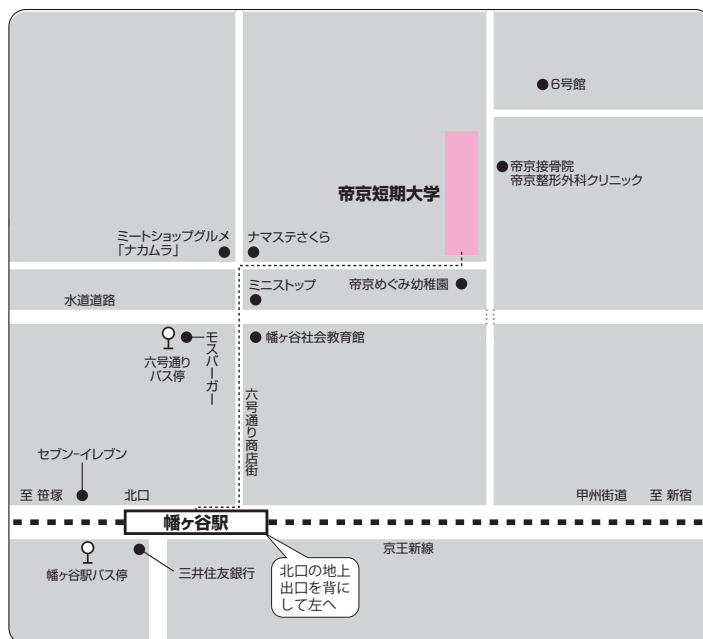 6号館
帝京接骨院
帝京整形外科クリニック
帝京短期大学
ミートショップグルメ
「ナカムラ」
ナマステさくら
ミニストップ
帝京めぐみ幼稚園
水道道路
六号通り
バス停
モスバーガー
幡ヶ谷社会教育館
六号通り商店街
セブン-イレブン
至 笹塚
北口
甲州街道
至 新宿
幡ヶ谷駅
京王新線
幡ヶ谷駅バス停
三井住友銀行
北口の地上
出口を背に
して左へ